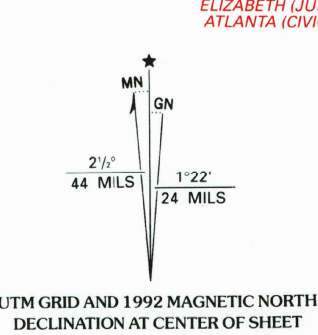 ELIZABETH (JU
ATLANTA (CIVI
MN
GN
2½°
44 MILS
1°22'
24 MILS
UTM GRID AND 1992 MAGNETIC NORTH
DECLINATION AT CENTER OF SHEET